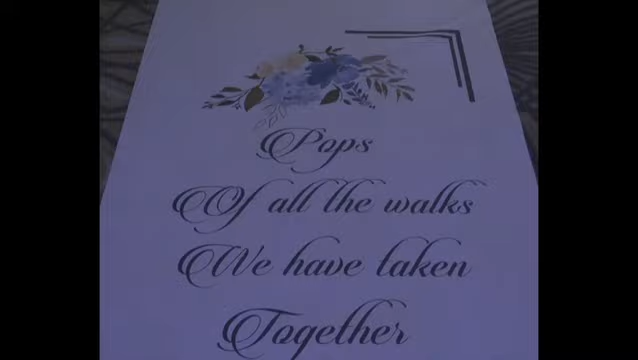 Pops
Of all the walks
We have taken
Together